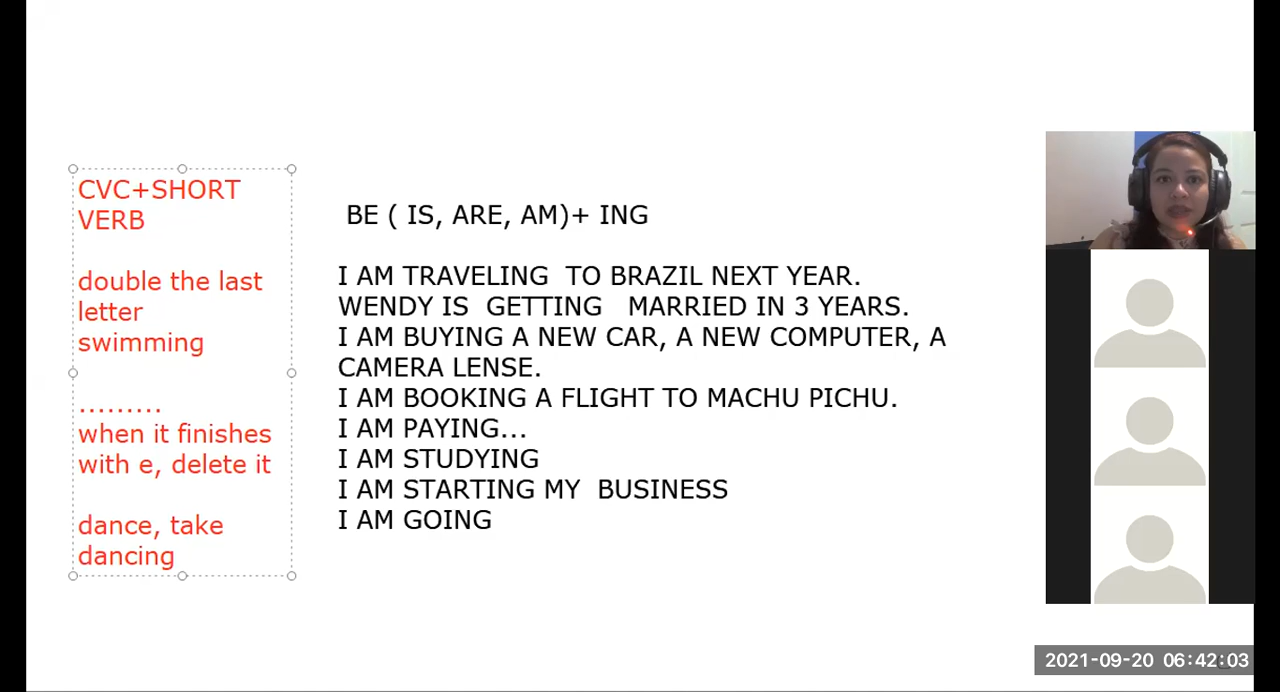 CVC+SHORT
VERB
double the last
letter
swimming
.........
when it finishes
with e, delete it
dance, take
dancing
BE ( IS, ARE, AM)+ ING
I AM TRAVELING TO BRAZIL NEXT YEAR.
WENDY IS GETTING MARRIED IN 3 YEARS.
I AM BUYING A NEW CAR, A NEW COMPUTER, A
CAMERA LENSE.
I AM BOOKING A FLIGHT TO MACHU PICHU.
I AM PAYING...
I AM STUDYING
I AM STARTING MY BUSINESS
I AM GOING
2021-09-20 06:42:03